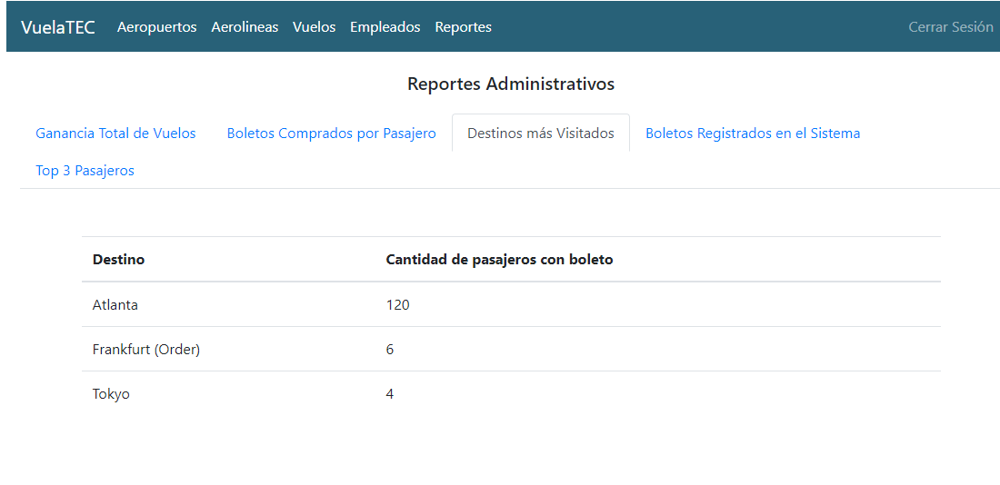 VuelaTEC Aeropuertos Aerolineas Vuelos Empleados Reportes Cerrar Sesión
Reportes Administrativos
Ganancia Total de Vuelos Boletos Comprados por Pasajero Destinos más Visitados Boletos Registrados en el Sistema
Top 3 Pasajeros
Destino Cantidad de pasajeros con boleto
Atlanta 120
Frankfurt (Order) 6
Tokyo 4